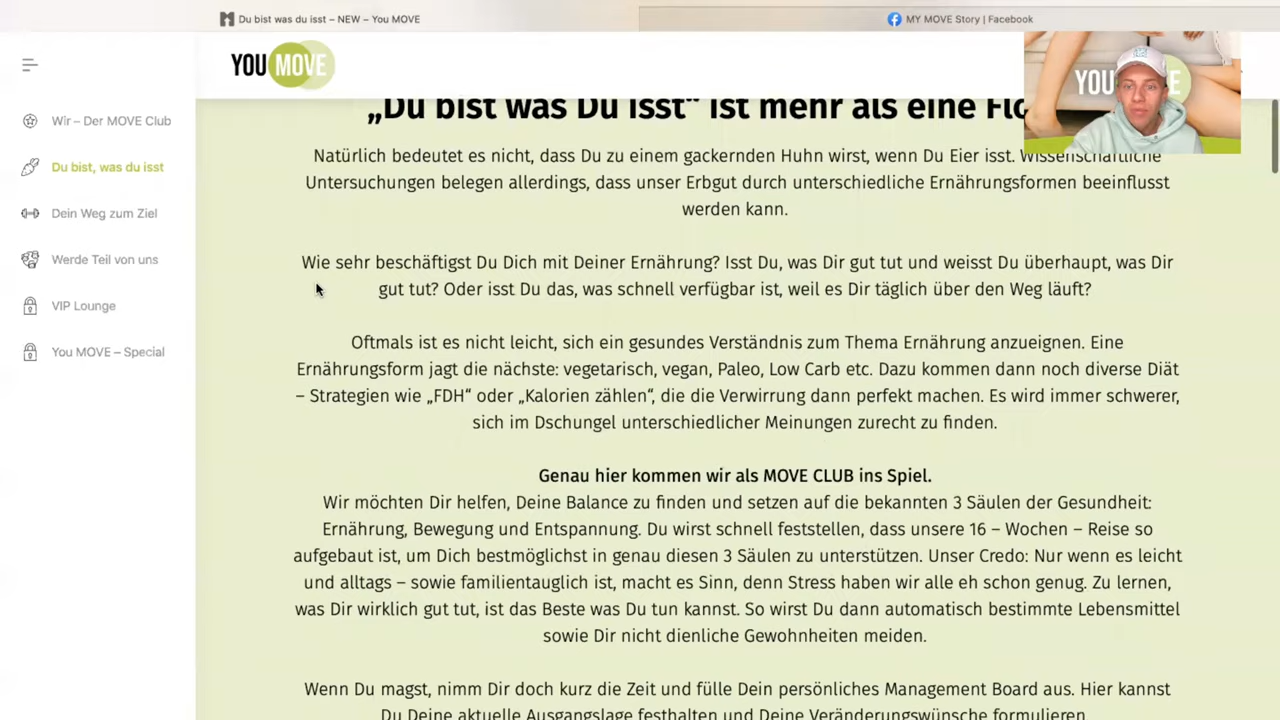 Du bist was du isst – NEW – You MOVE
MY MOVE Story | Facebook
YOU MOVE
YOU
E
Wir – Der MOVE Club
Du bist, was du isst
Dein Weg zum Ziel
Werde Teil von uns
VIP Lounge
You MOVE – Special
„Du bist was Du isst“ ist mehr als eine
Natürlich bedeutet es nicht, dass Du zu einem gackernden Huhn wirst, wenn Du Eier isst. Wissenschaftliche
Untersuchungen belegen allerdings, dass unser Erbgut durch unterschiedliche Ernährungsformen beeinflusst
werden kann.
Wie sehr beschäftigst Du Dich mit Deiner Ernährung? Isst Du, was Dir gut tut und weisst Du überhaupt, was Dir
gut tut? Oder isst Du das, was schnell verfügbar ist, weil es Dir täglich über den Weg läuft?
Oftmals ist es nicht leicht, sich ein gesundes Verständnis zum Thema Ernährung anzueignen. Eine
Ernährungsform jagt die nächste: vegetarisch, vegan, Paleo, Low Carb etc. Dazu kommen dann noch diverse Diät
– Strategien wie „FDH“ oder „Kalorien zählen“, die die Verwirrung dann perfekt machen. Es wird immer schwerer,
sich im Dschungel unterschiedlicher Meinungen zurecht zu finden.
Genau hier kommen wir als MOVE CLUB ins Spiel.
Wir möchten Dir helfen, Deine Balance zu finden und setzen auf die bekannten 3 Säulen der Gesundheit:
Ernährung, Bewegung und Entspannung. Du wirst schnell feststellen, dass unsere 16 – Wochen – Reise so
aufgebaut ist, um Dich bestmöglichst in genau diesen 3 Säulen zu unterstützen. Unser Credo: Nur wenn es leicht
und alltags – sowie familientauglich ist, macht es Sinn, denn Stress haben wir alle eh schon genug. Zu lernen,
was Dir wirklich gut tut, ist das Beste was Du tun kannst. So wirst Du dann automatisch bestimmte Lebensmittel
sowie Dir nicht dienliche Gewohnheiten meiden.
Wenn Du magst, nimm Dir doch kurz die Zeit und fülle Dein persönliches Management Board aus. Hier kannst
Du Deine aktuelle Ausgangslage festhalten und Deine Veränderungswünsche formulieren.